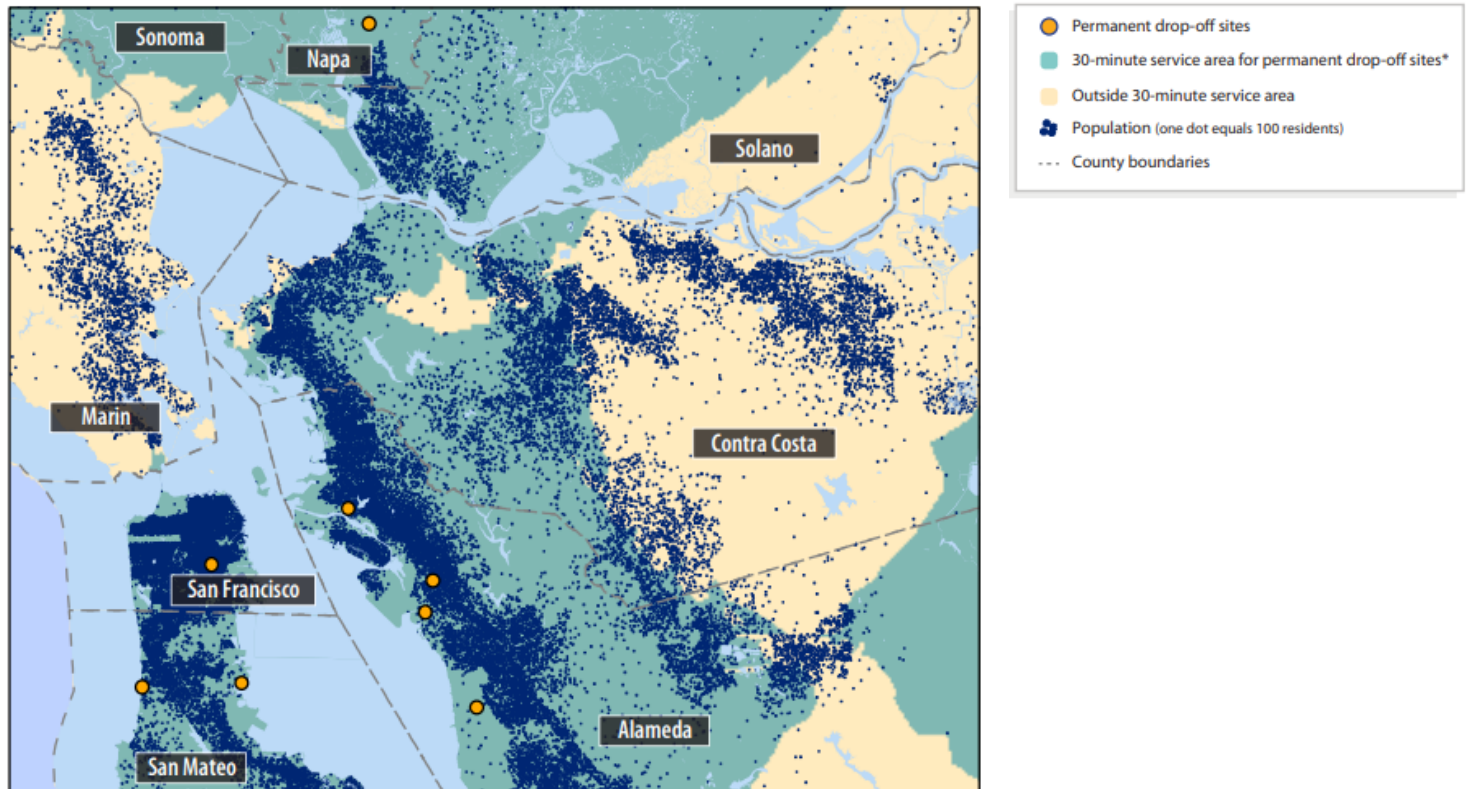 Sonoma
Napa
Solano
Marin
Contra Costa
San Francisco
Alameda
San Mateo
Permanent drop-off sites
30-minute service area for permanent drop-off sites*
Outside 30-minute service area
Population (one dot equals 100 residents)
County boundaries